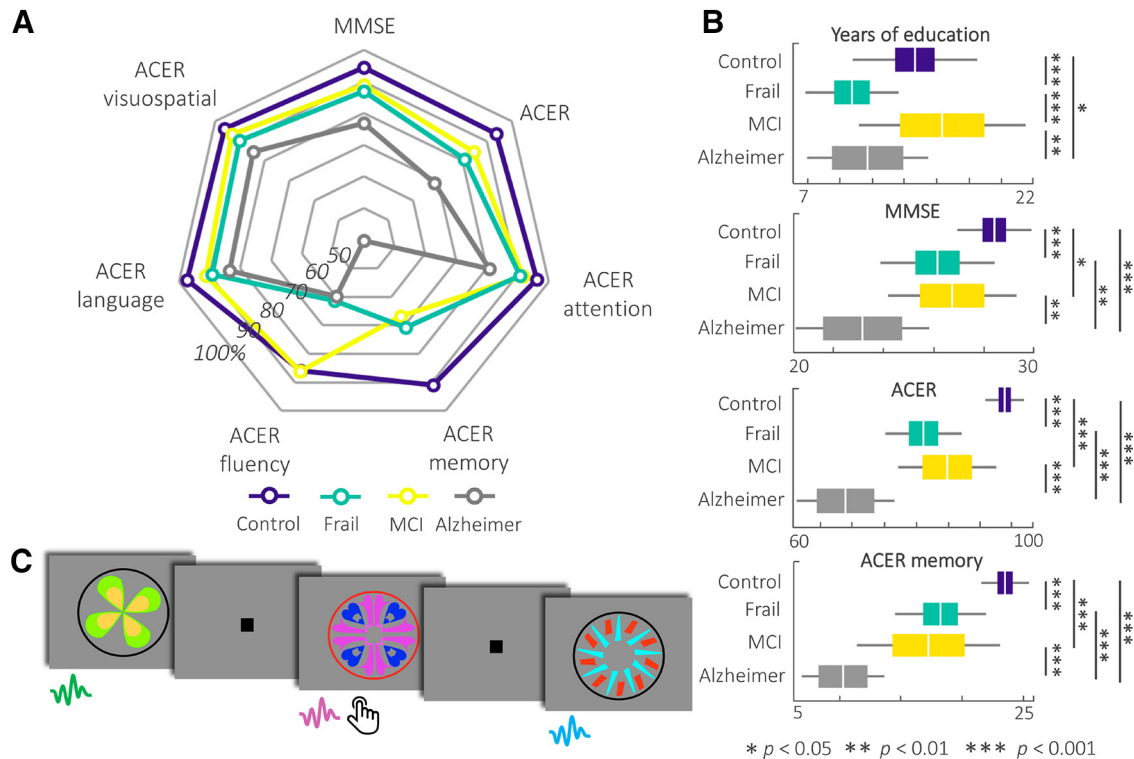 A
MMSE
ACER
visuospatial
ACER
ACER
language
ACER
attention
50
60
70
80
90
100%
ACER
fluency
ACER
memory
Control
Frail
MCI
Alzheimer
B
Years of education
Control
Frail
MCI
Alzheimer
7
22
***
***
**
*
MMSE
Control
Frail
MCI
Alzheimer
20
30
***
**
*
**
***
ACER
Control
Frail
MCI
Alzheimer
60
100
***
***
***
***
***
ACER memory
Control
Frail
MCI
Alzheimer
5
25
***
***
***
***
***
* p < 0.05 ** p < 0.01 *** p < 0.001
C